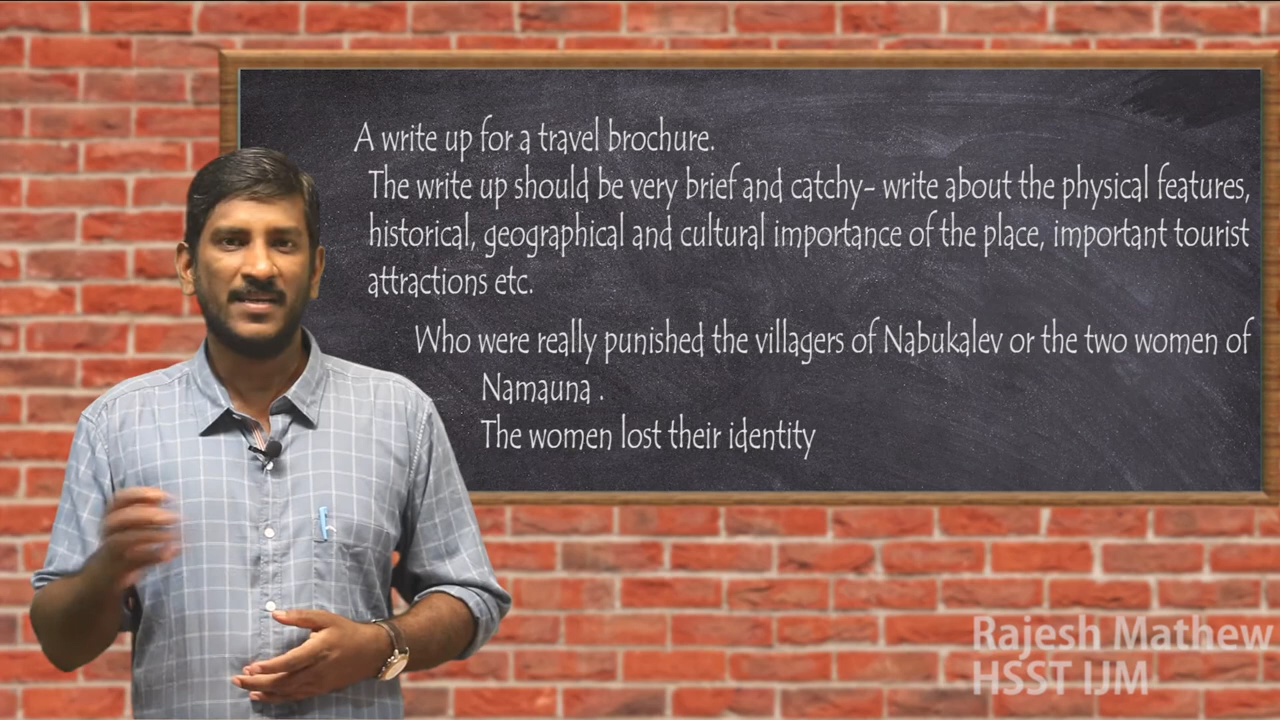 A write up for a travel brochure.
The write up should be very brief and catchy- write about the physical features,
historical, geographical and cultural importance of the place, important tourist
attractions etc.
Who were really punished the villagers of Nabukalev or the two women of
Namauna .
The women lost their identity
Rajesh Mathew
HSST IJM